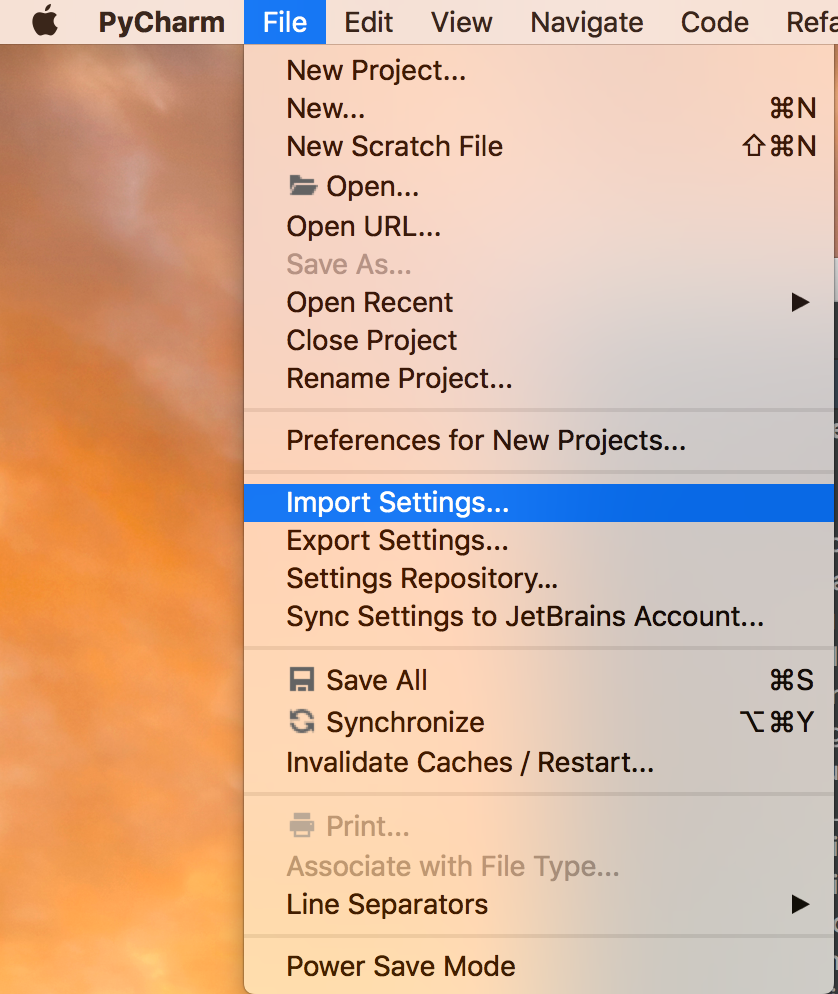 PyCharm File Edit View Navigate Code Refa
New Project...
New... ⌘N
New Scratch File ⇧⌘N
Open...
Open URL...
Save As...
Open Recent ▶
Close Project
Rename Project...
Preferences for New Projects...
Import Settings...
Export Settings...
Settings Repository...
Sync Settings to JetBrains Account...
Save All ⌘S
Synchronize ⌥⌘Y
Invalidate Caches / Restart...
Print...
Associate with File Type...
Line Separators ▶
Power Save Mode